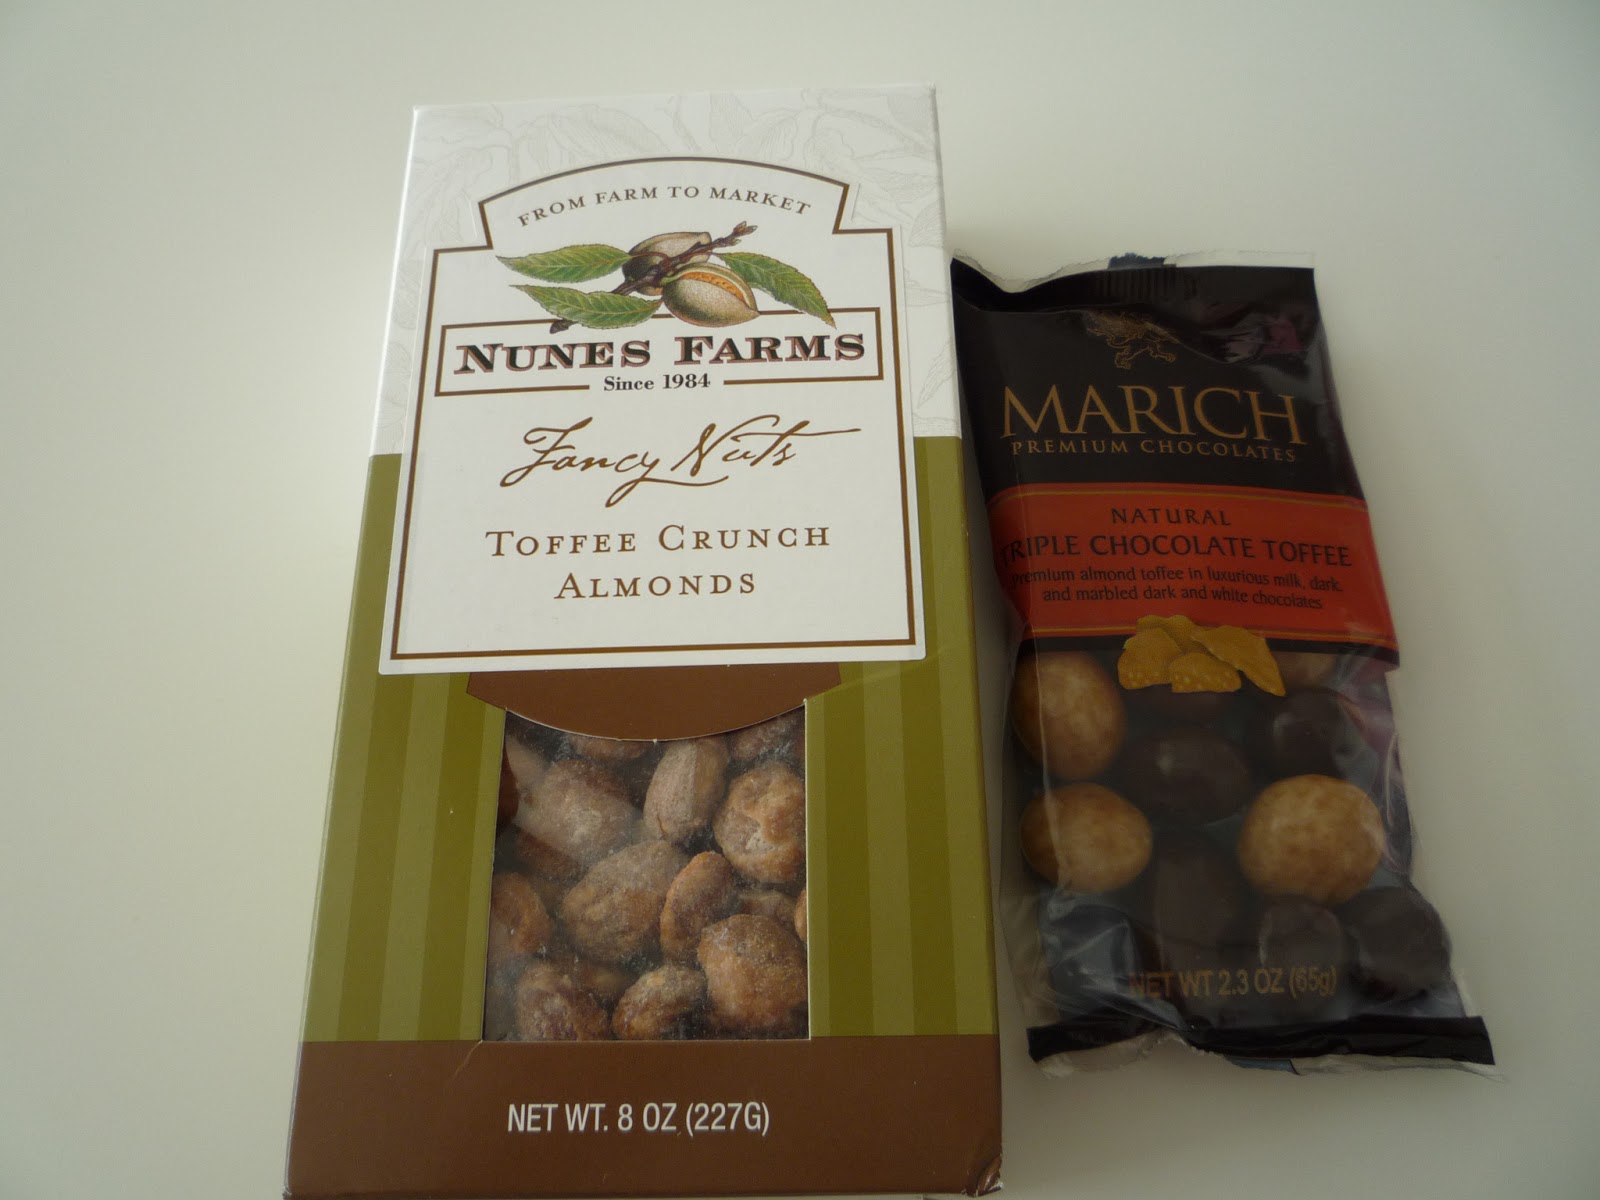 FROM FARM TO MARKET
NUNES FARMS
Since 1984
Fancy Nuts
TOFFEE CRUNCH
ALMONDS
NET WT. 8 OZ (227G)
MARICH
PREMIUM CHOCOLATES
NATURAL
TRIPLE CHOCOLATE TOFFEE
Premium almond toffee in luxurious milk, dark,
and marbled dark and white chocolates
NET WT 2.3 OZ (65g)